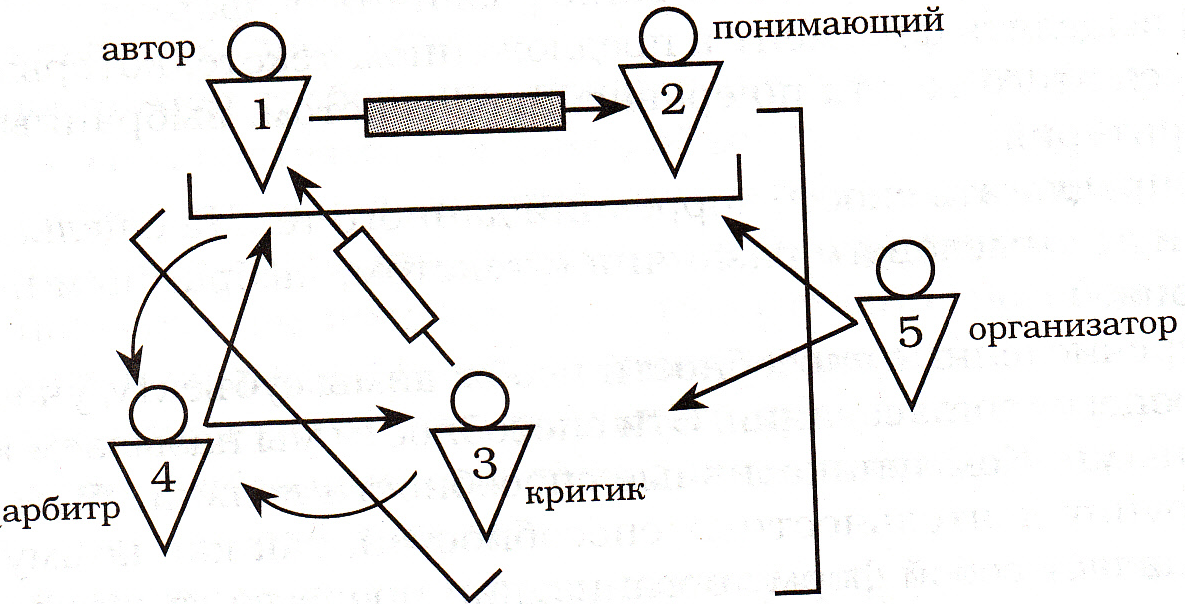 автор
понимающий
1
2
5
организатор
4
3
арбитр
критик